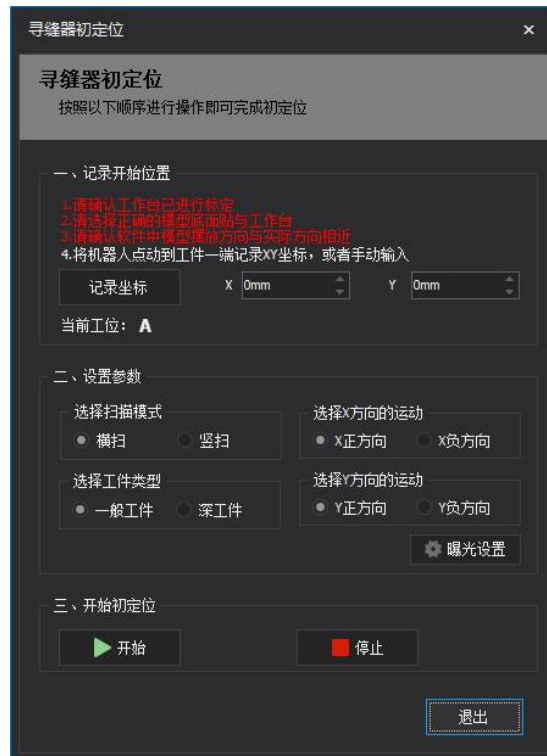 寻缝器初定位
寻缝器初定位
按照以下顺序进行操作即可完成初定位
一、记录开始位置
1.请确认工作台已进行标定
2.请选择正确的模型底面贴与工作台
3.请确认软件中模型摆放方向与实际方向相近
4.将机器人点动到工件一端记录XY坐标，或者手动输入
记录坐标 X 0mm Y 0mm
当前工位： A
二、设置参数
选择扫描模式 选择X方向的运动
横扫 竖扫 X正方向 X负方向
选择工件类型 选择Y方向的运动
一般工件 深工件 Y正方向 Y负方向
曝光设置
三、开始初定位
开始 停止
退出